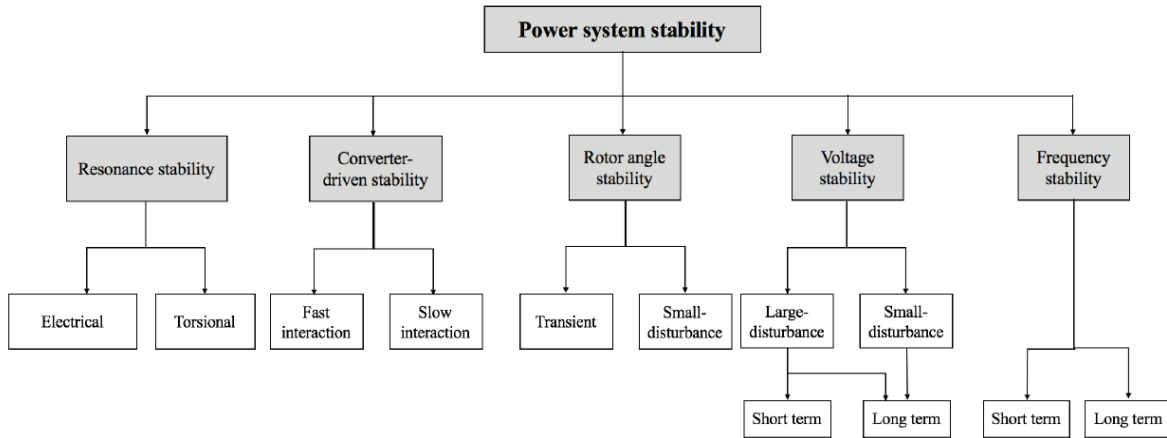 Power system stability
Resonance stability
Converter-
driven stability
Rotor angle
stability
Voltage
stability
Frequency
stability
Electrical
Torsional
Fast
interaction
Slow
interaction
Transient
Small-
disturbance
Large-
disturbance
Small-
disturbance
Short term
Long term
Short term
Long term